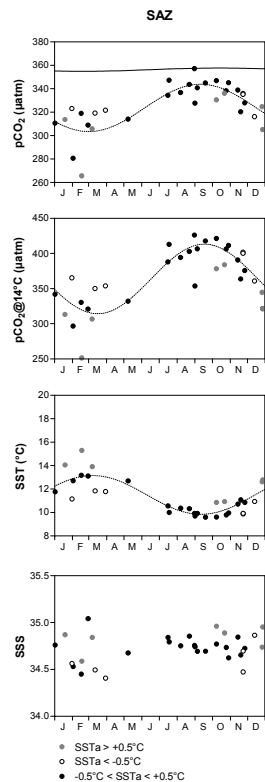 SAZ
pCO₂ (µatm)
380
360
340
320
300
280
260
J F M A M J J A S O N D
pCO₂@14°C (µatm)
450
400
350
300
250
J F M A M J J A S O N D
SST (°C)
20
18
16
14
12
10
8
J F M A M J J A S O N D
SSS
35.5
35.0
34.5
34.0
J F M A M J J A S O N D
SSTa > +0.5°C
SSTa < -0.5°C
-0.5°C < SSTa < +0.5°C